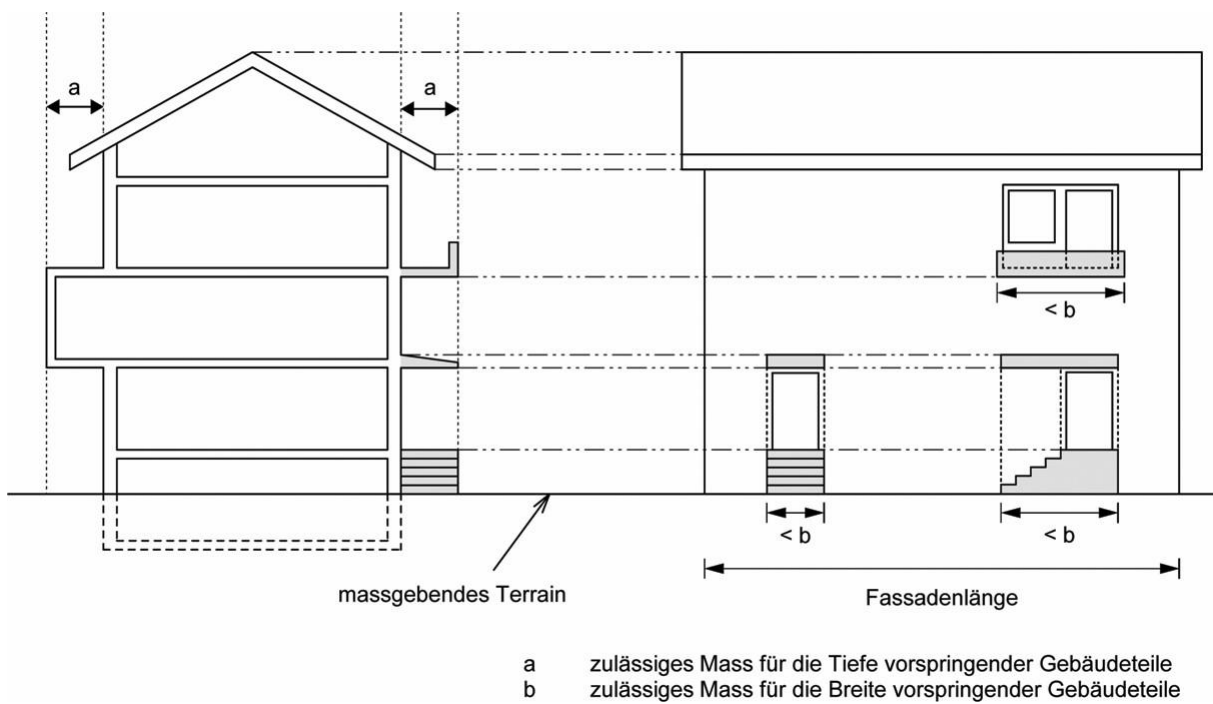 a
a
< b
< b
< b
massgebendes Terrain
Fassadenlänge
a zulässiges Mass für die Tiefe vorspringender Gebäudeteile
b zulässiges Mass für die Breite vorspringender Gebäudeteile